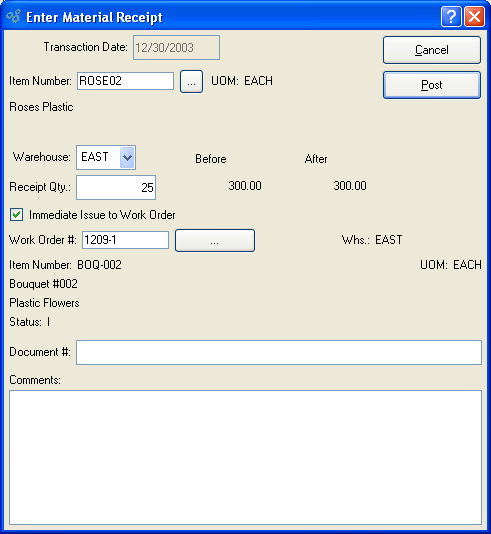 Enter Material Receipt
Transaction Date: 12/30/2003
Cancel
Item Number: ROSE02 ... UOM: EACH
Post
Roses Plastic
Warehouse: EAST Before After
Receipt Qty.: 25 300.00 300.00
Immediate Issue to Work Order
Work Order #: 1209-1 ... Whs.: EAST
Item Number: BOQ-002 UOM: EACH
Bouquet #002
Plastic Flowers
Status: I
Document #:
Comments: